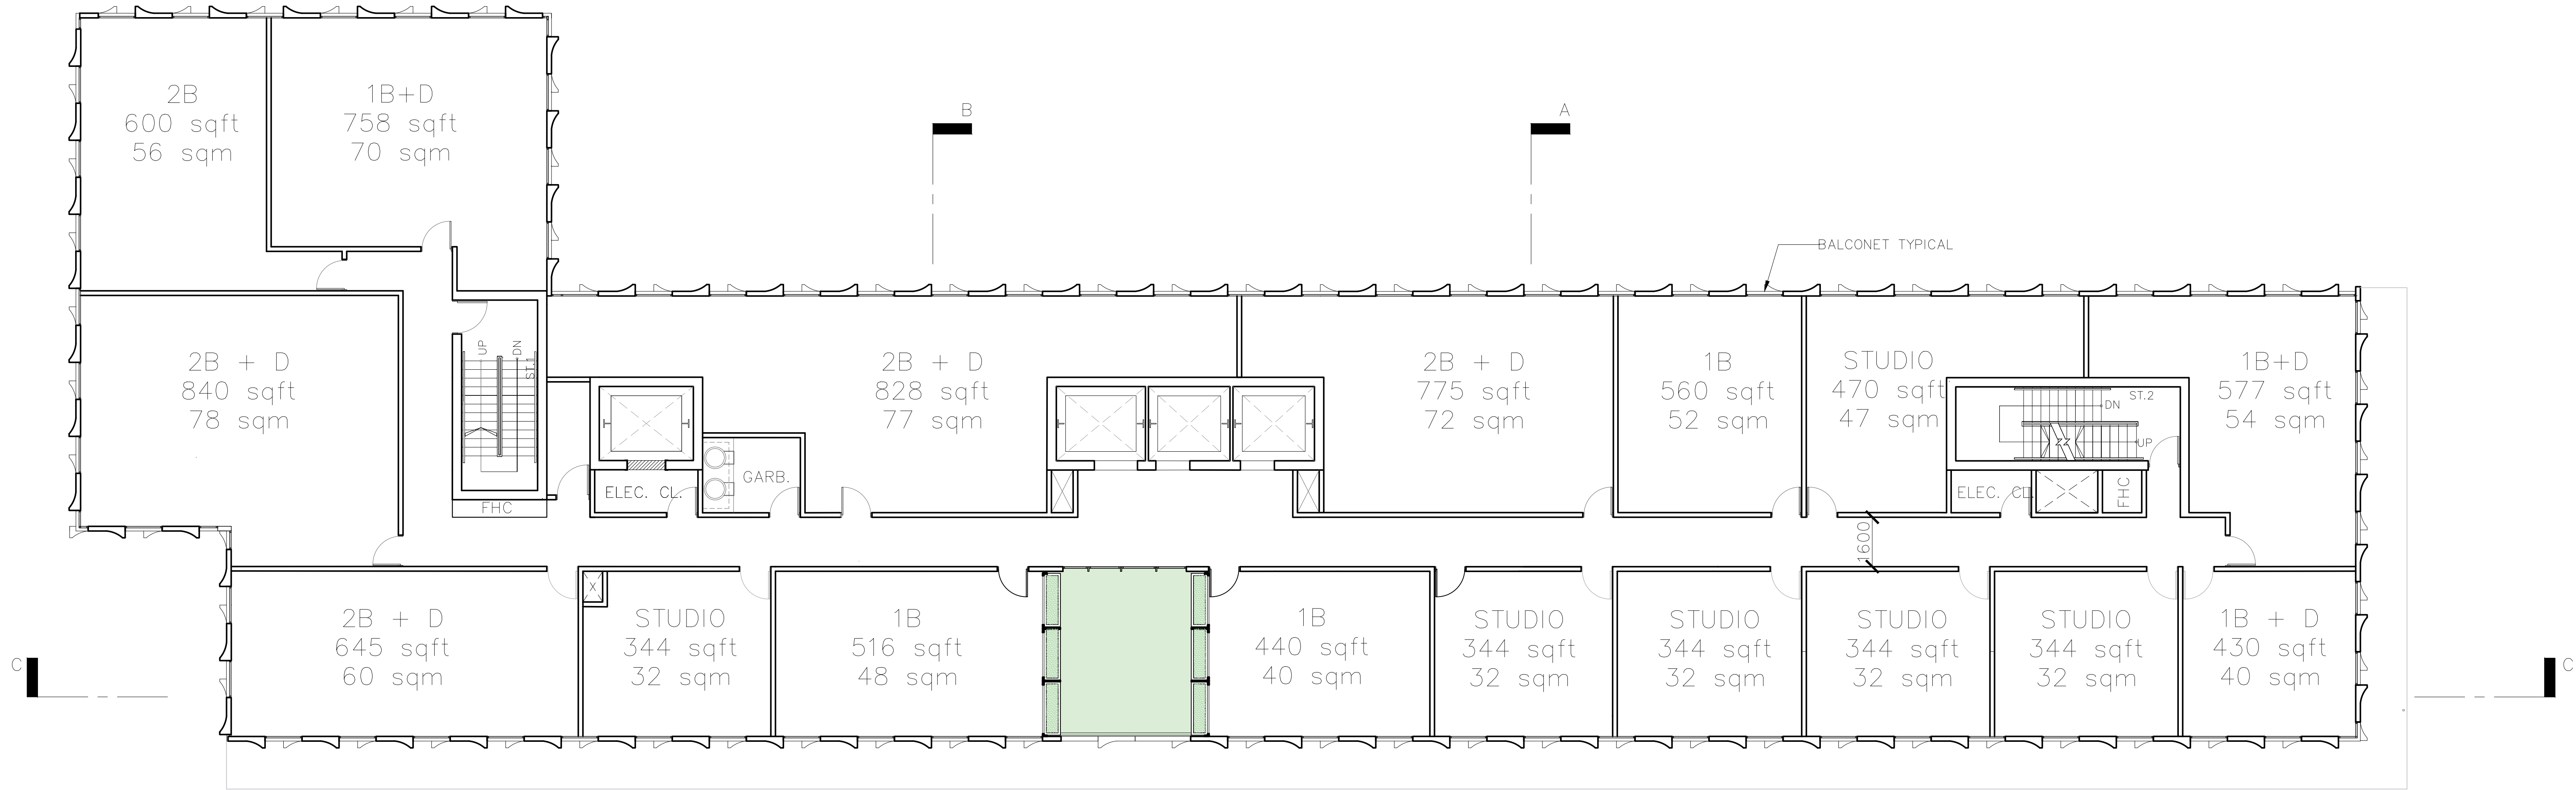 2B
600 sqft
56 sqm
1B+D
758 sqft
70 sqm
B
A
BALCONET TYPICAL
2B + D
840 sqft
78 sqm
UP
DN
ST.1
FHC
ELEC. CL.
GARB.
2B + D
828 sqft
77 sqm
2B + D
775 sqft
72 sqm
1B
560 sqft
52 sqm
STUDIO
470 sqft
47 sqm
ST.2
DN
UP
ELEC. CL.
FHC
1B+D
577 sqft
54 sqm
1600
C
2B + D
645 sqft
60 sqm
STUDIO
344 sqft
32 sqm
1B
516 sqft
48 sqm
1B
440 sqft
40 sqm
STUDIO
344 sqft
32 sqm
STUDIO
344 sqft
32 sqm
STUDIO
344 sqft
32 sqm
STUDIO
344 sqft
32 sqm
1B + D
430 sqft
40 sqm
C